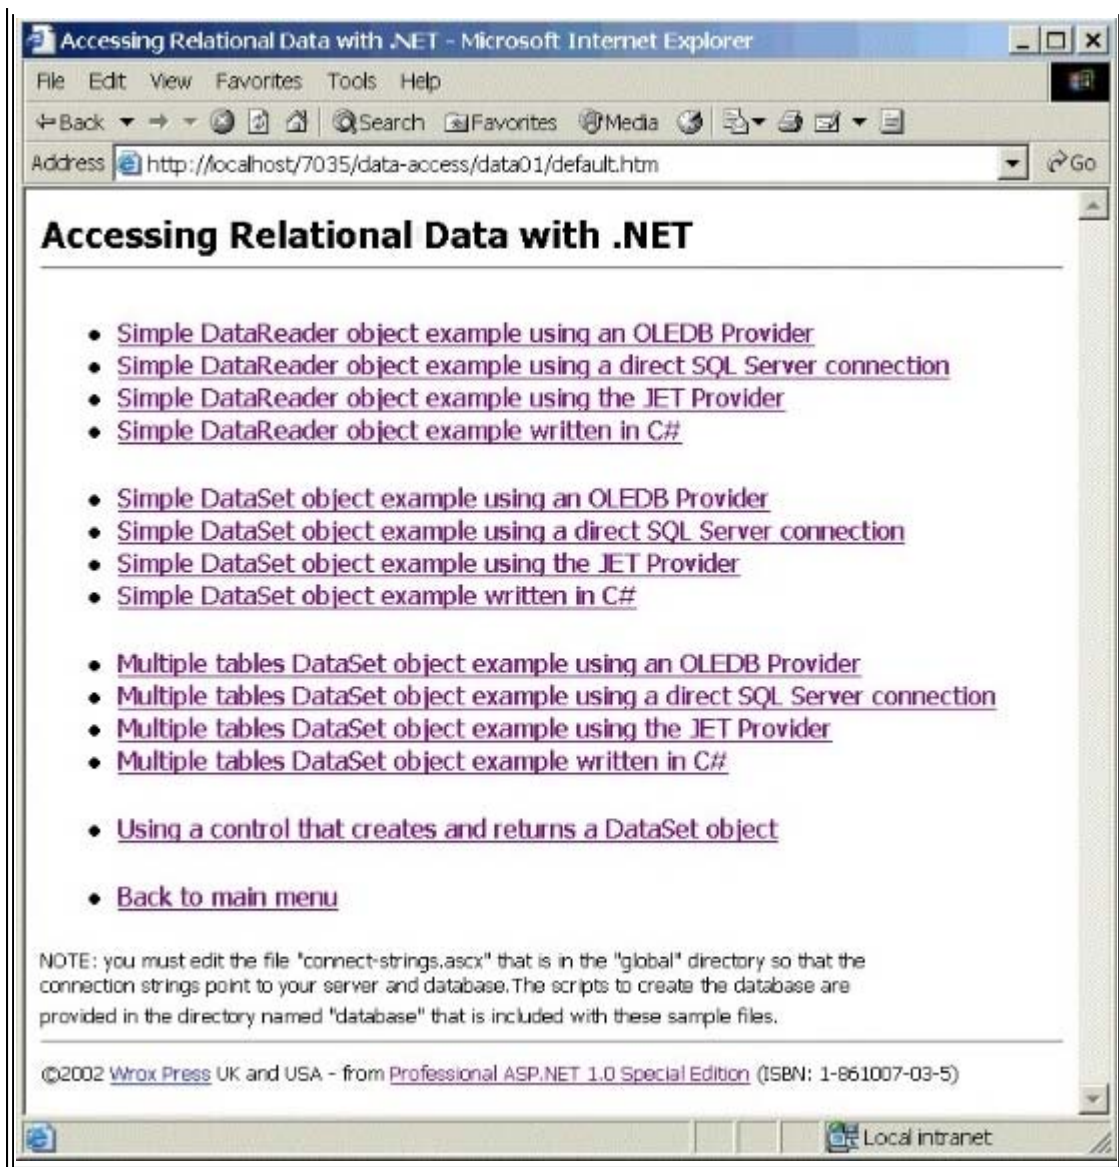 Accessing Relational Data with .NET - Microsoft Internet Explorer
File Edit View Favorites Tools Help
Back Search Favorites Media
Address http://localhost/7035/data-access/data01/default.htm Go
Accessing Relational Data with .NET
Simple DataReader object example using an OLEDB Provider
Simple DataReader object example using a direct SQL Server connection
Simple DataReader object example using the JET Provider
Simple DataReader object example written in C#
Simple DataSet object example using an OLEDB Provider
Simple DataSet object example using a direct SQL Server connection
Simple DataSet object example using the JET Provider
Simple DataSet object example written in C#
Multiple tables DataSet object example using an OLEDB Provider
Multiple tables DataSet object example using a direct SQL Server connection
Multiple tables DataSet object example using the JET Provider
Multiple tables DataSet object example written in C#
Using a control that creates and returns a DataSet object
Back to main menu
NOTE: you must edit the file "connect-strings.ascx" that is in the "global" directory so that the
connection strings point to your server and database. The scripts to create the database are
provided in the directory named "database" that is included with these sample files.
©2002 Wrox Press UK and USA - from Professional ASP.NET 1.0 Special Edition (ISBN: 1-861007-03-5)
Local intranet